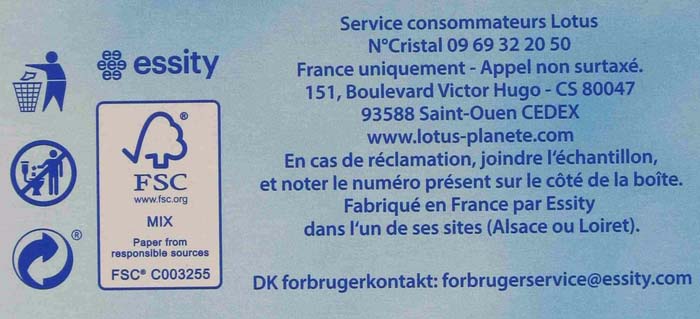 essity
®
FSC
www.fsc.org
MIX
Paper from
responsible sources
FSC® C003255
®
Service consommateurs Lotus
N°Cristal 09 69 32 20 50
France uniquement - Appel non surtaxé.
151, Boulevard Victor Hugo - CS 80047
93588 Saint-Ouen CEDEX
www.lotus-planete.com
En cas de réclamation, joindre l'échantillon,
et noter le numéro présent sur le côté de la boîte.
Fabriqué en France par Essity
dans l'un de ses sites (Alsace ou Loiret).
DK forbrugerkontakt: forbrugerservice@essity.com